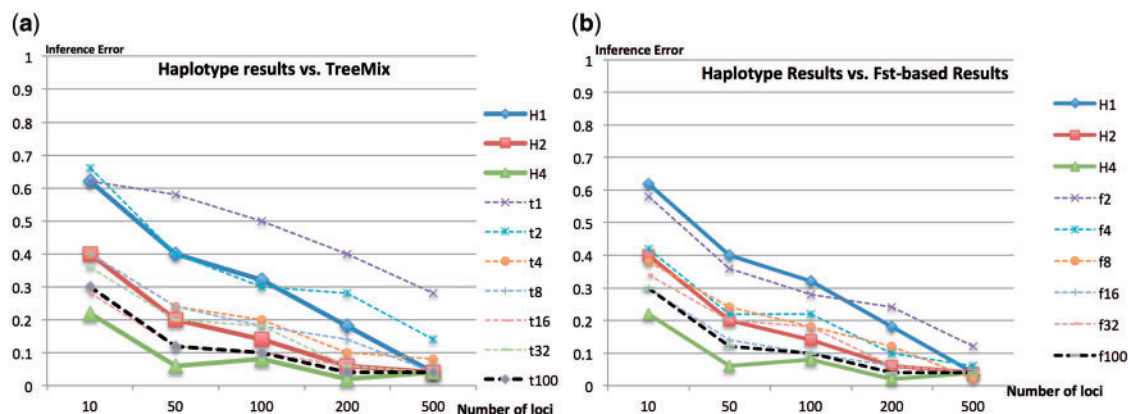 (a)
Inference Error
Haplotype results vs. TreeMix
1
0.9
0.8
0.7
0.6
0.5
0.4
0.3
0.2
0.1
0
10 50 100 200 500
Number of loci
H1
H2
H4
t1
t2
t4
t8
t16
t32
t100
(b)
Inference Error
Haplotype Results vs. Fst-based Results
1
0.9
0.8
0.7
0.6
0.5
0.4
0.3
0.2
0.1
0
10 50 100 200 500
Number of loci
H1
H2
H4
f2
f4
f8
f16
f32
f100